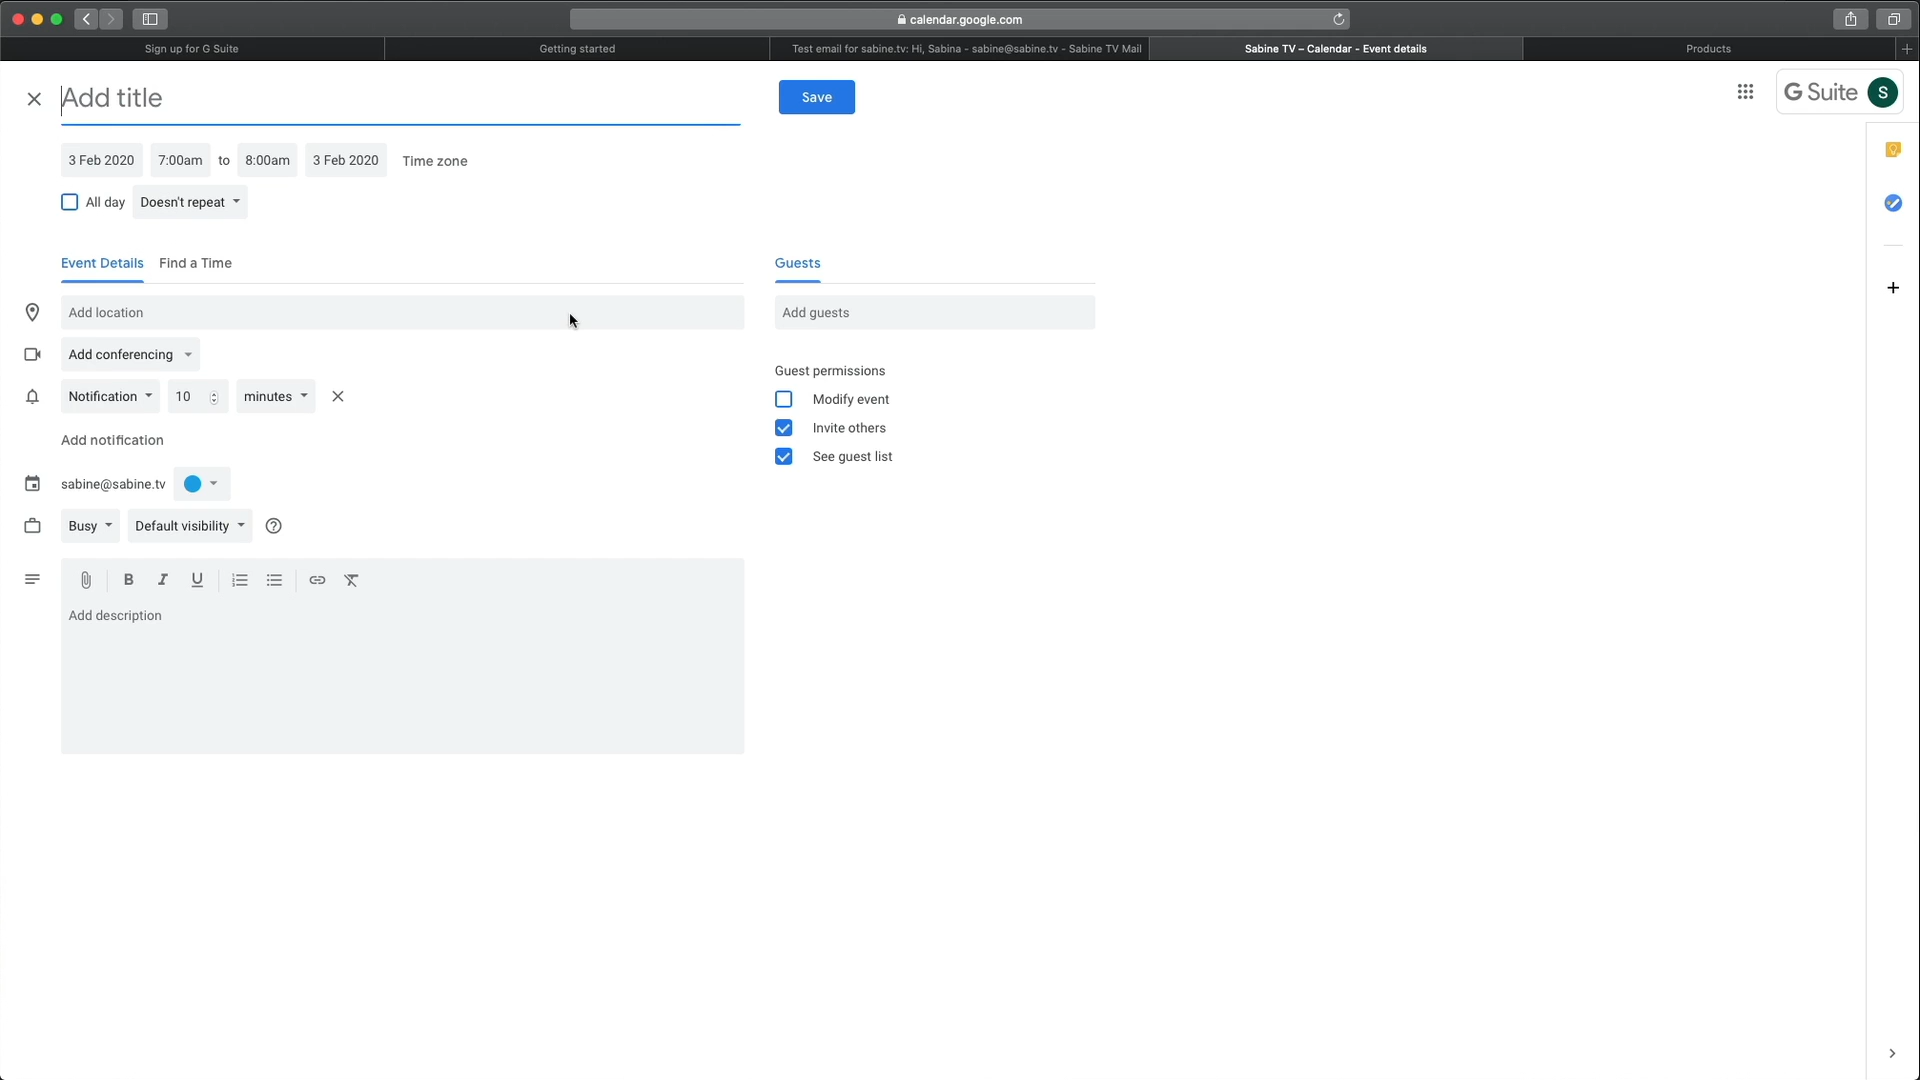 calendar.google.com
Sign up for G Suite
Getting started
Test email for sabine.tv: Hi, Sabina - sabine@sabine.tv - Sabine TV Mail
Sabine TV – Calendar - Event details
Products
Add title
Save
G Suite
S
3 Feb 2020 7:00am to 8:00am 3 Feb 2020 Time zone
All day Doesn't repeat
Event Details Find a Time
Guests
Add location
Add guests
Add conferencing
Guest permissions
Notification 10 minutes
Modify event
Invite others
Add notification
See guest list
sabine@sabine.tv
Busy Default visibility
B I U
Add description